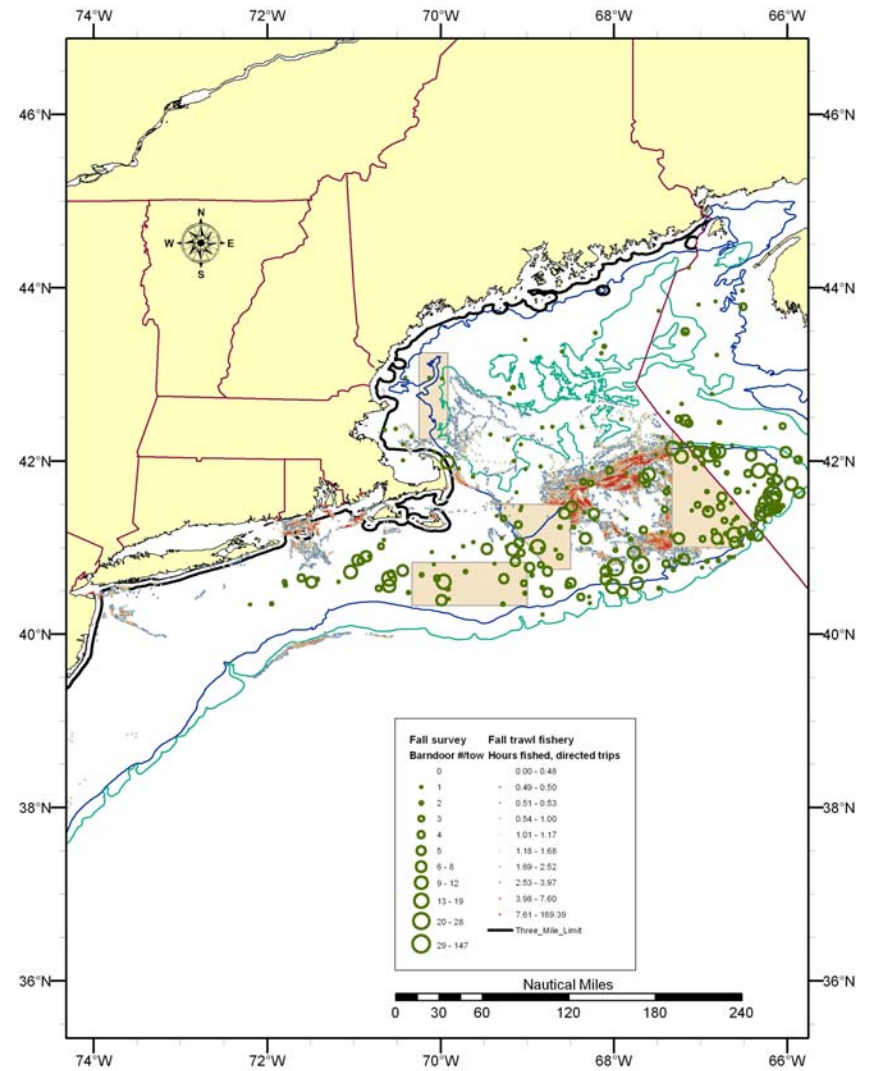 74°W 72°W 70°W 68°W 66°W
46°N 46°N
N
W E
S
44°N 44°N
42°N 42°N
40°N 40°N
Fall survey Fall trawl fishery
Barndoor #/tow Hours fished, directed trips
0 0.00 - 0.48
1 0.49 - 0.50
2 0.51 - 0.53
3 0.54 - 1.00
4 1.01 - 1.17
5 1.18 - 1.68
6 - 8 1.69 - 2.52
9 - 12 2.53 - 3.97
13 - 19 3.98 - 7.60
20 - 28 7.61 - 169.39
29 - 147 Three_Mile_Limit
38°N 38°N
36°N 36°N
Nautical Miles
0 30 60 120 180 240
74°W 72°W 70°W 68°W 66°W